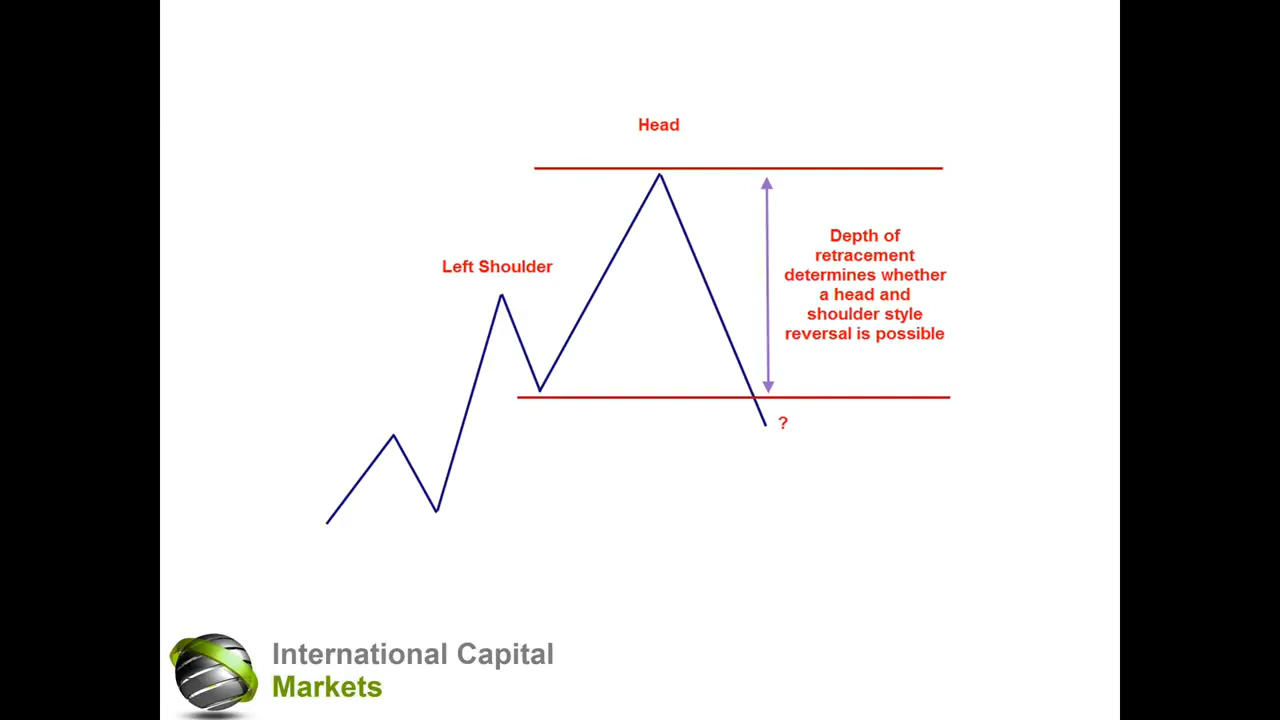 Head
Left Shoulder
Depth of
retracement
determines whether
a head and
shoulder style
reversal is possible
?
International Capital
Markets